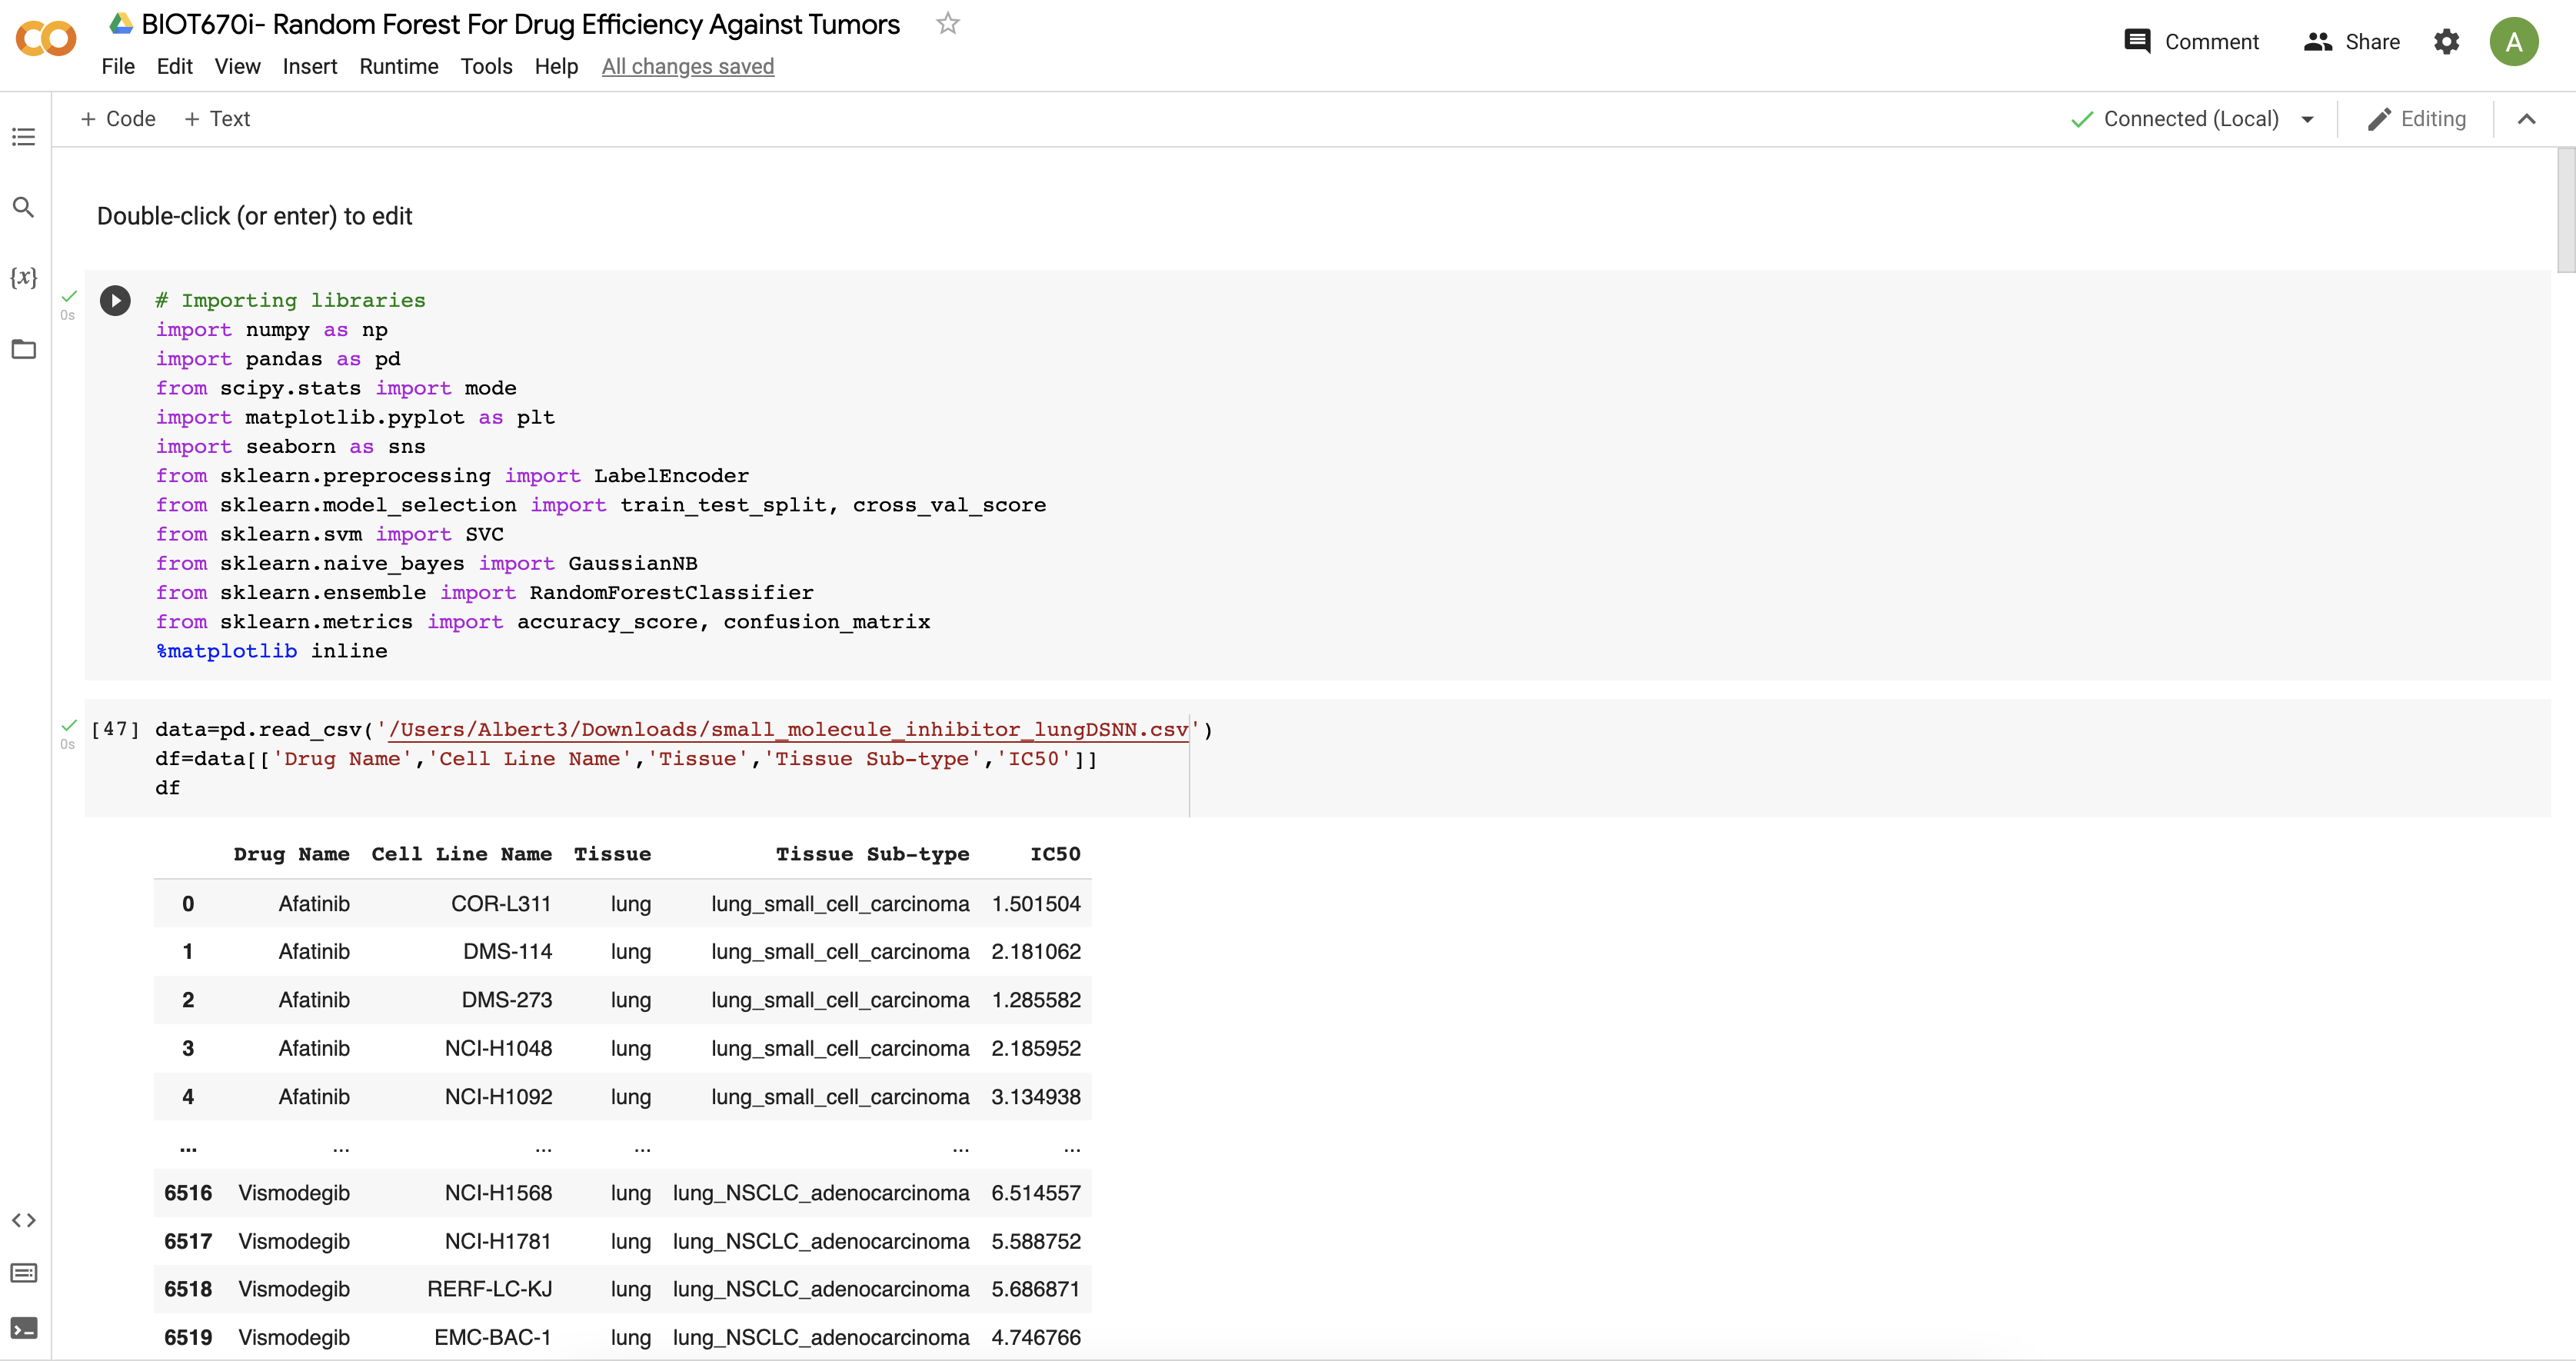 BIOT670i- Random Forest For Drug Efficiency Against Tumors
Comment
Share
A
File Edit View Insert Runtime Tools Help All changes saved
+ Code + Text
Connected (Local)
Editing
Double-click (or enter) to edit
{x}
0s
# Importing libraries
import numpy as np
import pandas as pd
from scipy.stats import mode
import matplotlib.pyplot as plt
import seaborn as sns
from sklearn.preprocessing import LabelEncoder
from sklearn.model_selection import train_test_split, cross_val_score
from sklearn.svm import SVC
from sklearn.naive_bayes import GaussianNB
from sklearn.ensemble import RandomForestClassifier
from sklearn.metrics import accuracy_score, confusion_matrix
%matplotlib inline
0s
[47] data=pd.read_csv('/Users/Albert3/Downloads/small_molecule_inhibitor_lungDSNN.csv')
df=data[['Drug Name','Cell Line Name','Tissue','Tissue Sub-type','IC50']]
df
Drug Name Cell Line Name Tissue Tissue Sub-type IC50
0 Afatinib COR-L311 lung lung_small_cell_carcinoma 1.501504
1 Afatinib DMS-114 lung lung_small_cell_carcinoma 2.181062
2 Afatinib DMS-273 lung lung_small_cell_carcinoma 1.285582
3 Afatinib NCI-H1048 lung lung_small_cell_carcinoma 2.185952
4 Afatinib NCI-H1092 lung lung_small_cell_carcinoma 3.134938
... ... ... ... ... ...
6516 Vismodegib NCI-H1568 lung lung_NSCLC_adenocarcinoma 6.514557
6517 Vismodegib NCI-H1781 lung lung_NSCLC_adenocarcinoma 5.588752
6518 Vismodegib RERF-LC-KJ lung lung_NSCLC_adenocarcinoma 5.686871
6519 Vismodegib EMC-BAC-1 lung lung_NSCLC_adenocarcinoma 4.746766